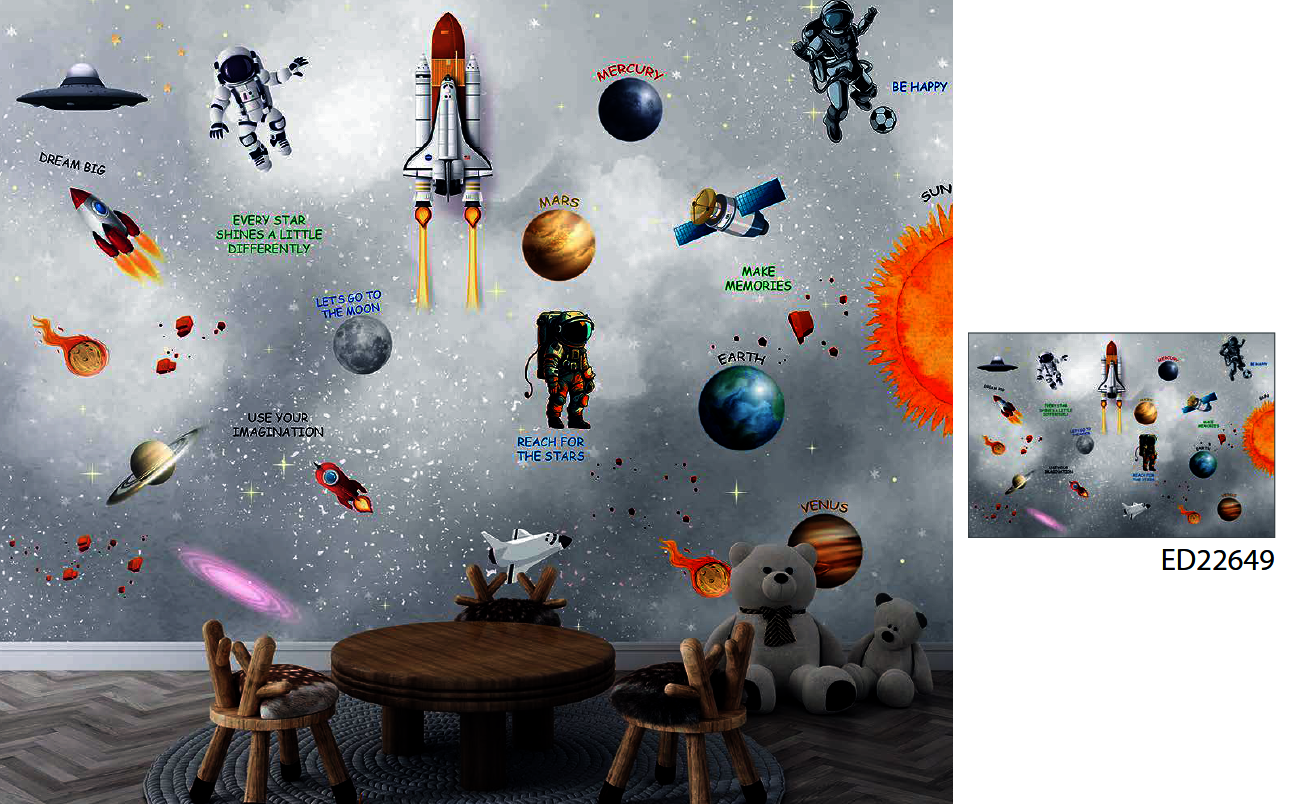 MERCURY
BE HAPPY
DREAM BIG
SUN
MARS
EVERY STAR
SHINES A LITTLE
DIFFERENTLY
MAKE
MEMORIES
LET'S GO TO
THE MOON
EARTH
USE YOUR
IMAGINATION
REACH FOR
THE STARS
VENUS
ED22649